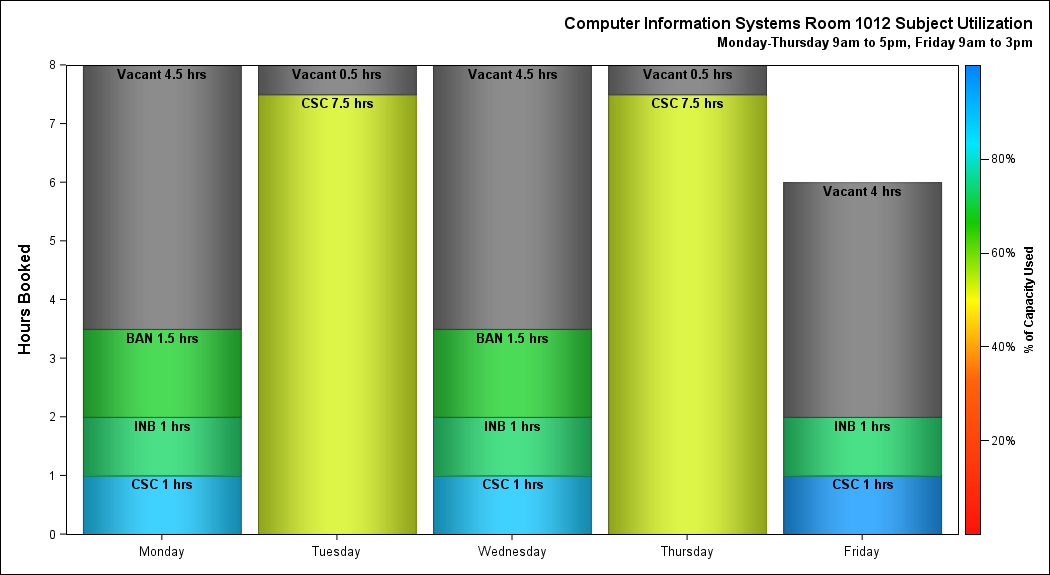 Computer Information Systems Room 1012 Subject Utilization
Monday-Thursday 9am to 5pm, Friday 9am to 3pm
Hours Booked
8
7
6
5
4
3
2
1
0
Vacant 4.5 hrs
BAN 1.5 hrs
INB 1 hrs
CSC 1 hrs
Vacant 0.5 hrs
CSC 7.5 hrs
Vacant 4.5 hrs
BAN 1.5 hrs
INB 1 hrs
CSC 1 hrs
Vacant 0.5 hrs
CSC 7.5 hrs
Vacant 4 hrs
INB 1 hrs
CSC 1 hrs
Monday
Tuesday
Wednesday
Thursday
Friday
80%
60%
40%
20%
% of Capacity Used